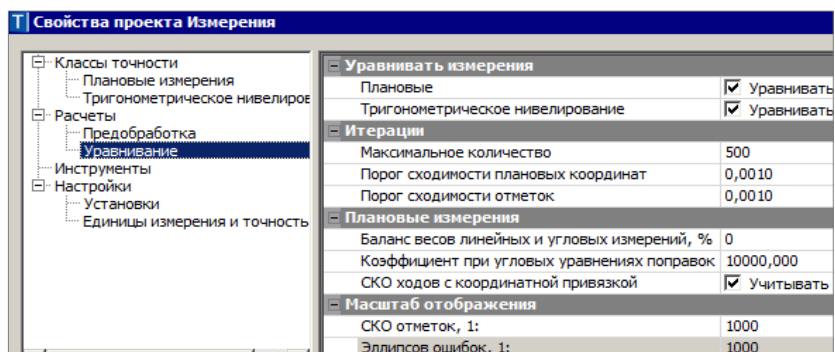 T Свойства проекта Измерения
Классы точности
Плановые измерения
Тригонометрическое нивелиров
Расчеты
Предобработка
Уравнивание
Инструменты
Настройки
Установки
Единицы измерения и точность
Уравнивать измерения
Плановые Уравнивать
Тригонометрическое нивелирование Уравнивать
Итерации
Максимальное количество 500
Порог сходимости плановых координат 0,0010
Порог сходимости отметок 0,0010
Плановые измерения
Баланс весов линейных и угловых измерений, % 0
Коэффициент при угловых уравнениях поправок 10000,000
СКО ходов с координатной привязкой Учитывать
Масштаб отображения
СКО отметок, 1: 1000
Эллипсов ошибок, 1: 1000